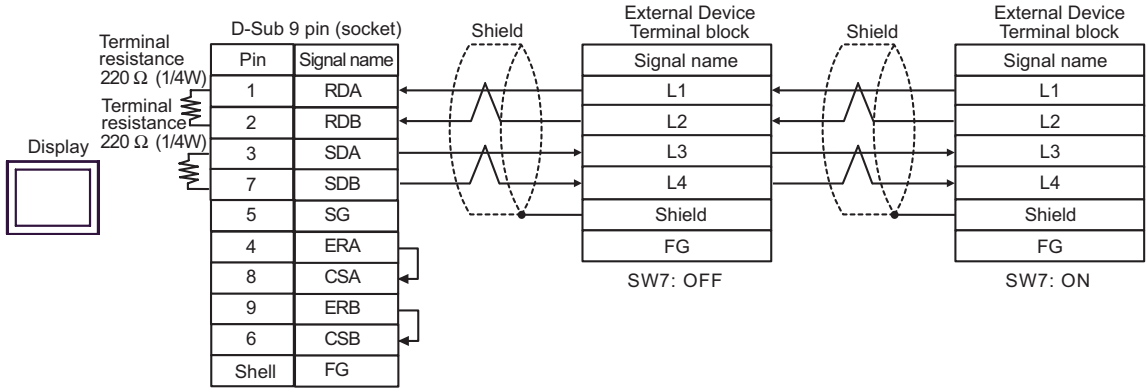 Display
Terminal
resistance
220 Ω (1/4W)
Terminal
resistance
220 Ω (1/4W)
D-Sub 9 pin (socket)
Pin Signal name
1 RDA
2 RDB
3 SDA
7 SDB
5 SG
4 ERA
8 CSA
9 ERB
6 CSB
Shell FG
Shield
External Device
Terminal block
Signal name
L1
L2
L3
L4
Shield
FG
SW7: OFF
Shield
External Device
Terminal block
Signal name
L1
L2
L3
L4
Shield
FG
SW7: ON